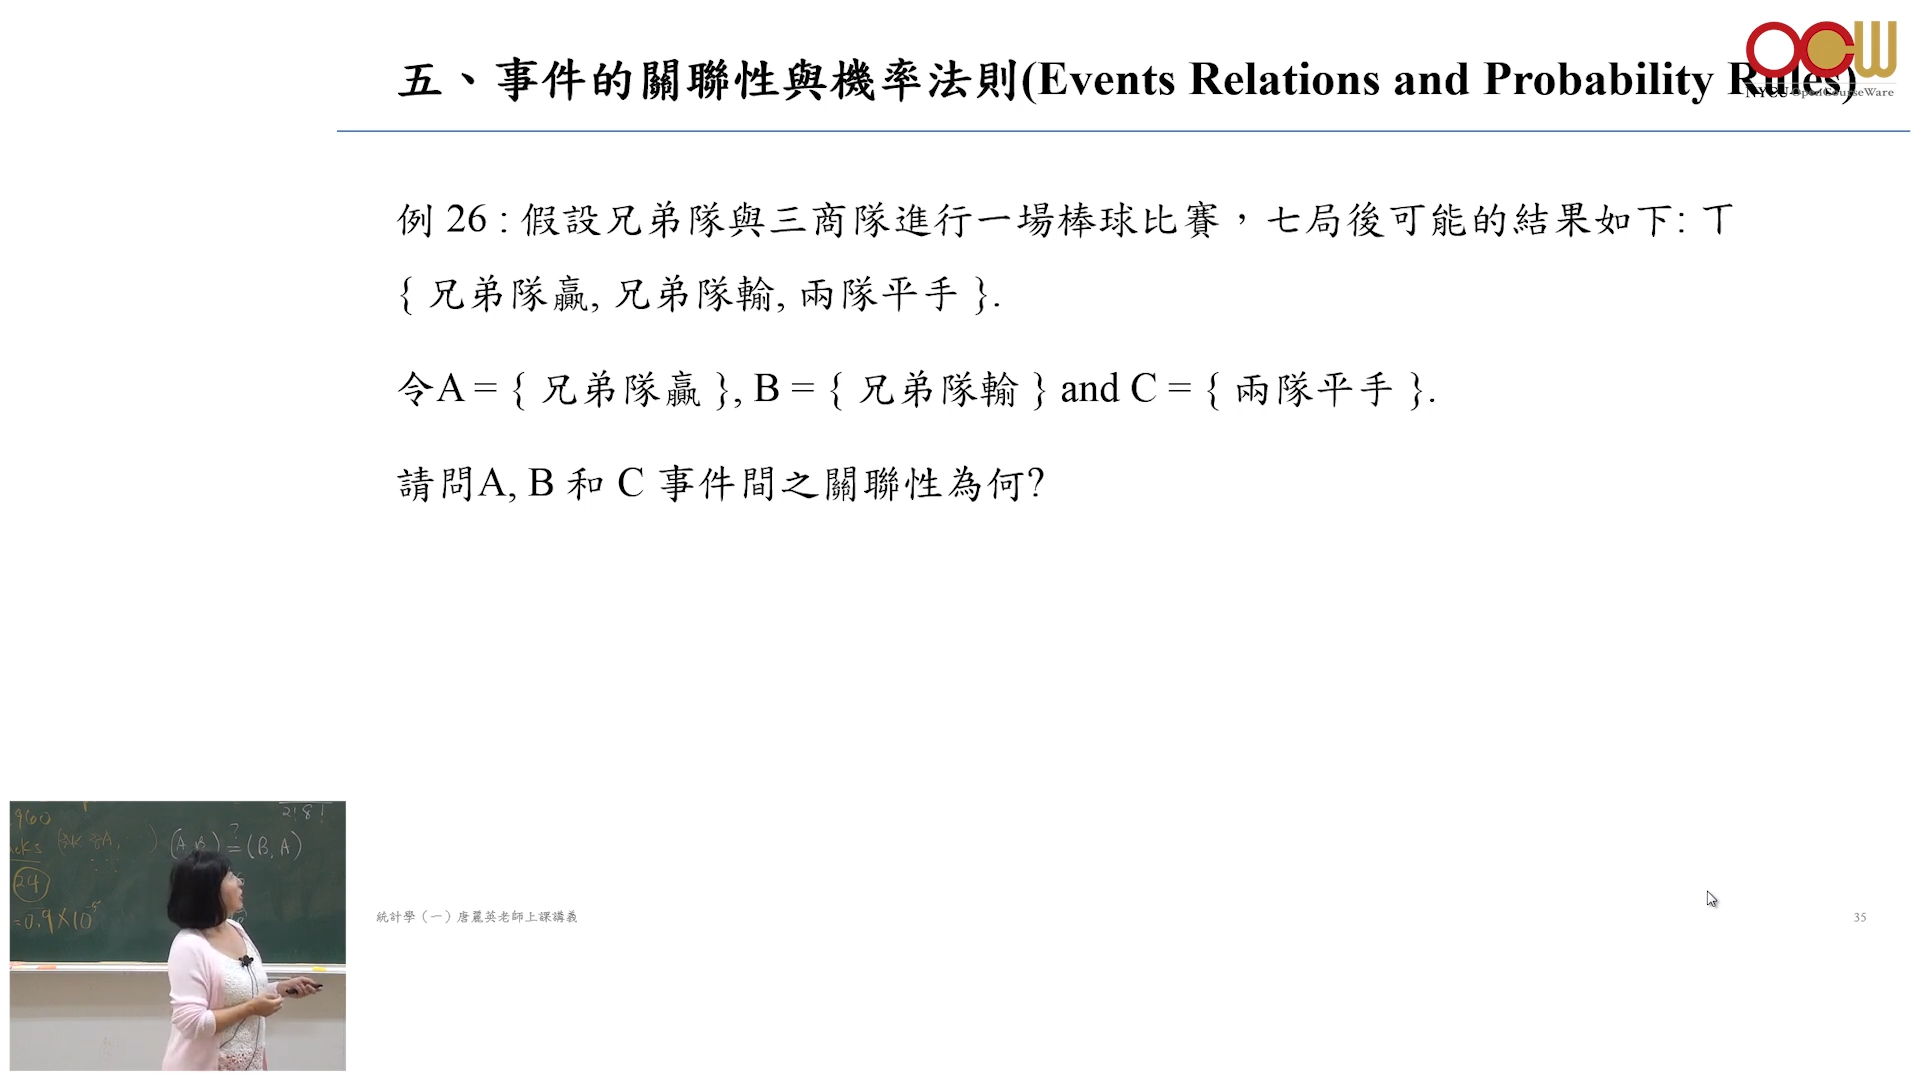 五、事件的關聯性與機率法則(Events Relations and Probability Rules)
OCW
NYCU OpenCourseWare
例 26 : 假設兄弟隊與三商隊進行一場棒球比賽，七局後可能的結果如下: ㄒ
{ 兄弟隊贏, 兄弟隊輸, 兩隊平手 }.
令A = { 兄弟隊贏 }, B = { 兄弟隊輸 } and C = { 兩隊平手 }.
請問A, B 和 C 事件間之關聯性為何?
960
2!8!
(A, B) ≟ (B, A)
24
=0.9×10⁻⁵
統計學（一）唐麗英老師上課講義
35